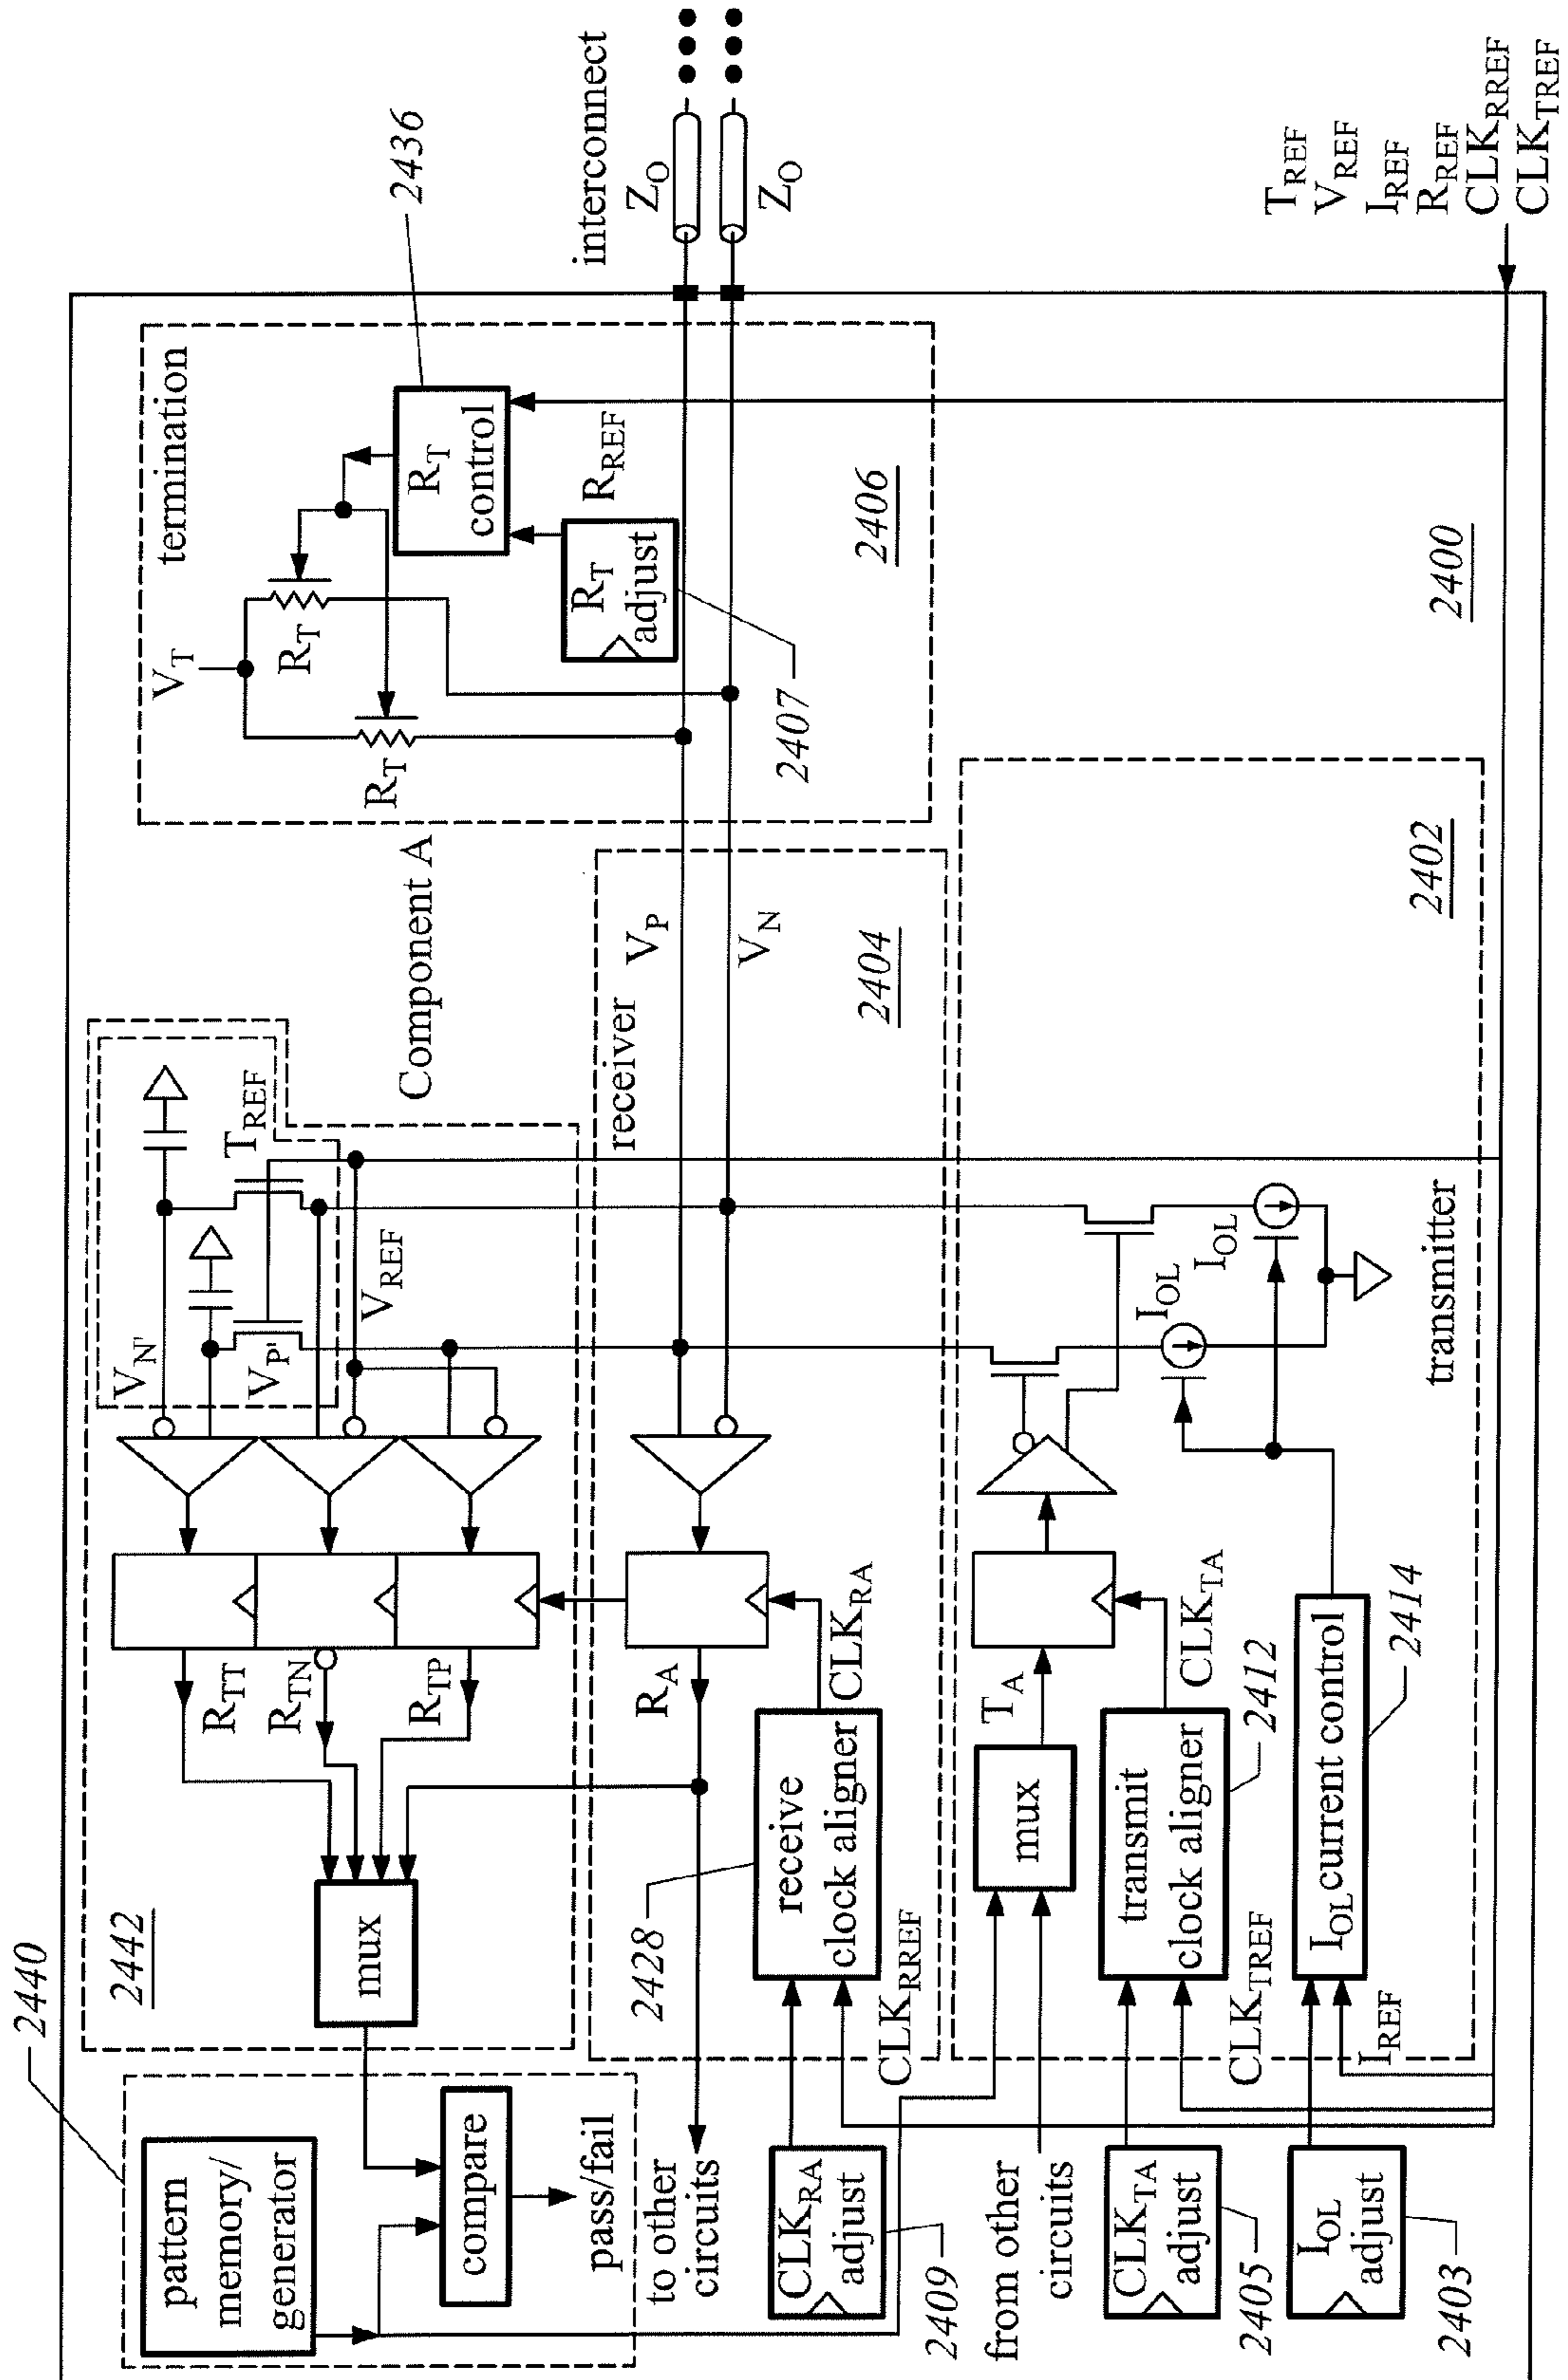 2440
pattern
memory/
generator
compare
pass/fail
2442
mux
R_TT
R_TN
R_TP
V_N'
V_P'
T_REF
V_REF
Component A
termination
V_T
R_T
R_T
R_T
control
R_REF
R_T
adjust
2436
2407
2406
interconnect
Z_O
Z_O
to other
circuits
R_A
2428
receive
clock aligner
CLK_RA
CLK_RREF
CLK_RA
adjust
2409
receiver
V_P
V_N
2404
from other
circuits
mux
T_A
transmit
clock aligner
CLK_TA
2412
CLK_TREF
CLK_TA
adjust
2405
I_OL current control
2414
I_REF
I_OL
adjust
2403
I_OL
I_OL
transmitter
2402
2400
T_REF
V_REF
I_REF
R_REF
CLK_RREF
CLK_TREF